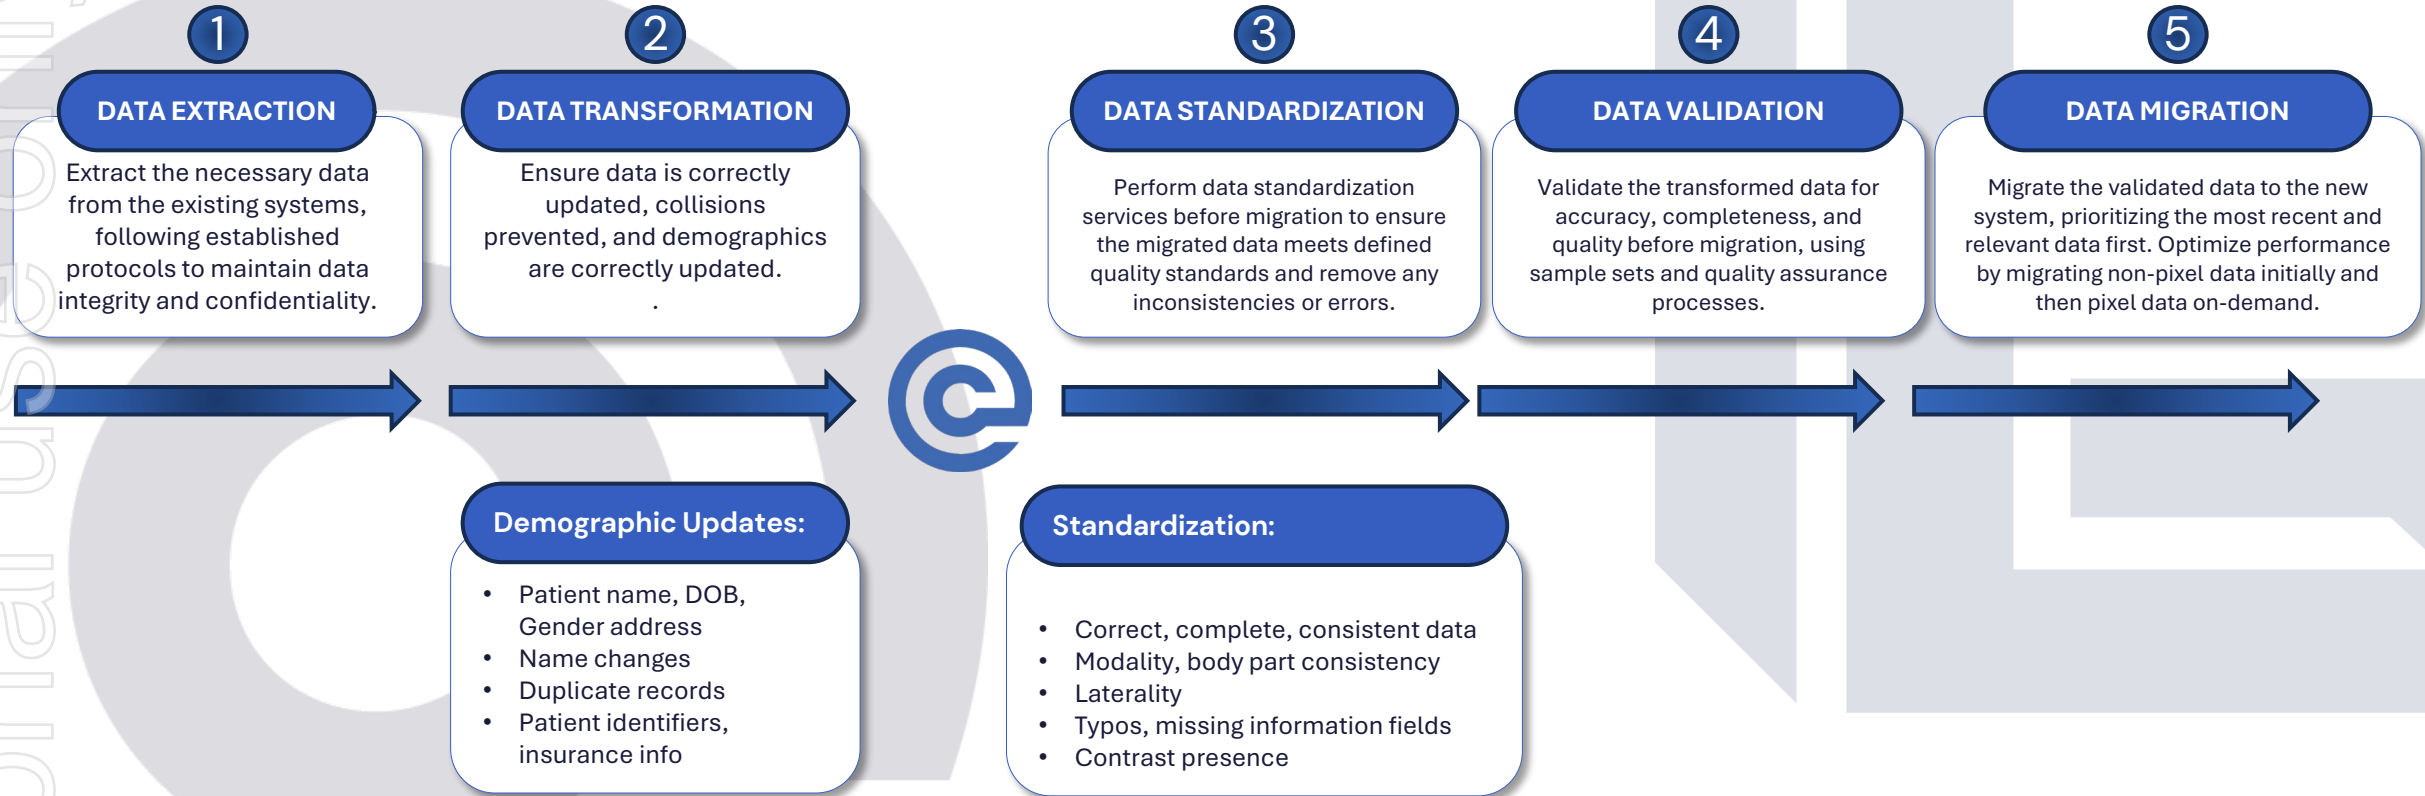 1
DATA EXTRACTION
Extract the necessary data
from the existing systems,
following established
protocols to maintain data
integrity and confidentiality.
2
DATA TRANSFORMATION
Ensure data is correctly
updated, collisions
prevented, and demographics
are correctly updated.
.
3
DATA STANDARDIZATION
Perform data standardization
services before migration to ensure
the migrated data meets defined
quality standards and remove any
inconsistencies or errors.
4
DATA VALIDATION
Validate the transformed data for
accuracy, completeness, and
quality before migration, using
sample sets and quality assurance
processes.
5
DATA MIGRATION
Migrate the validated data to the new
system, prioritizing the most recent and
relevant data first. Optimize performance
by migrating non-pixel data initially and
then pixel data on-demand.
Demographic Updates:
• Patient name, DOB,
Gender address
• Name changes
• Duplicate records
• Patient identifiers,
insurance info
Standardization:
• Correct, complete, consistent data
• Modality, body part consistency
• Laterality
• Typos, missing information fields
• Contrast presence